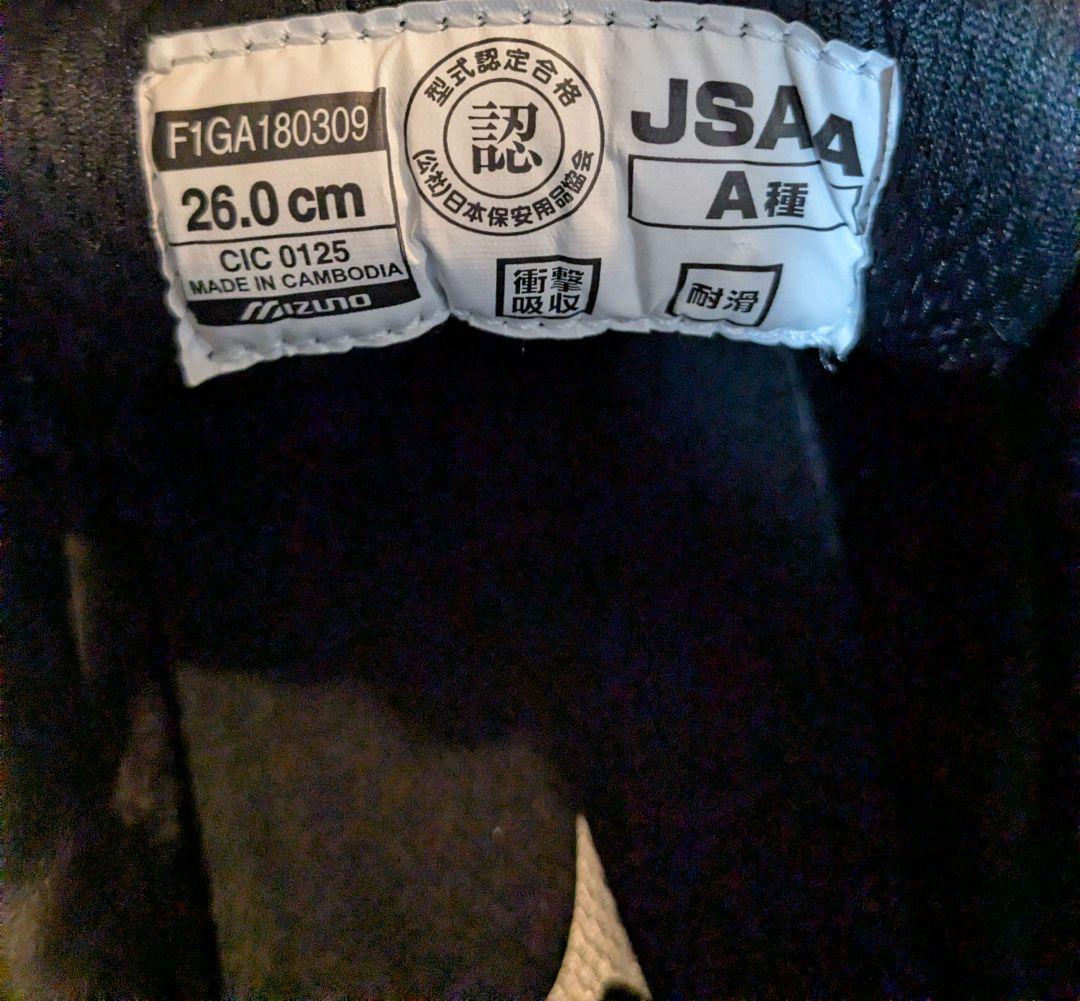 F1GA180309
26.0 cm
CIC 0125
MADE IN CAMBODIA
MIZUNO
型式認定合格
認
(公社)日本保安用品協会
JSAA
A種
衝撃
吸収
耐滑